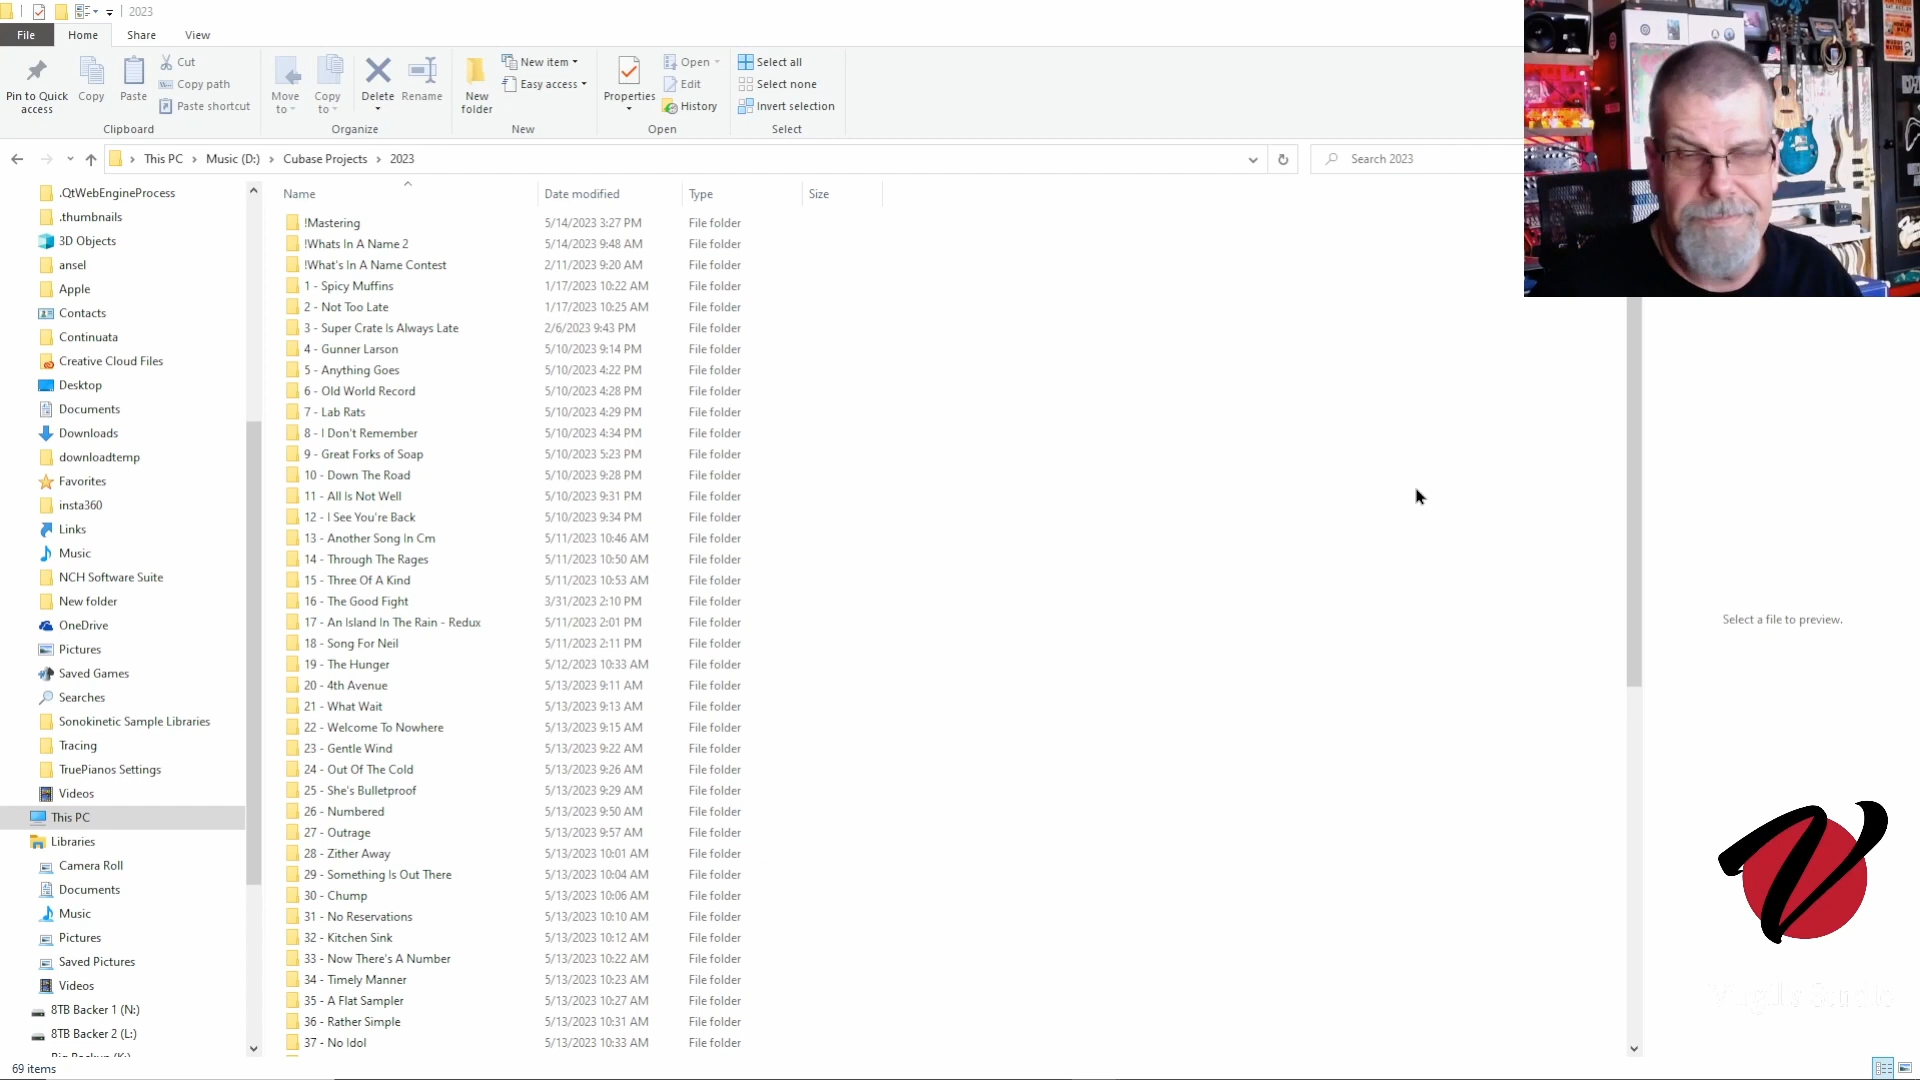 2023
File Home Share View
Pin to Quick access
Copy
Paste
Cut
Copy path
Paste shortcut
Clipboard
Move to
Copy to
Delete
Rename
Organize
New folder
New item
Easy access
New
Properties
Open
Edit
History
Open
Select all
Select none
Invert selection
Select
This PC > Music (D:) > Cubase Projects > 2023
Search 2023
.QtWebEngineProcess
.thumbnails
3D Objects
ansel
Apple
Contacts
Continuata
Creative Cloud Files
Desktop
Documents
Downloads
downloadtemp
Favorites
insta360
Links
Music
NCH Software Suite
New folder
OneDrive
Pictures
Saved Games
Searches
Sonokinetic Sample Libraries
Tracing
TruePianos Settings
Videos
This PC
Libraries
Camera Roll
Documents
Music
Pictures
Saved Pictures
Videos
8TB Backer 1 (N:)
8TB Backer 2 (L:)
Name Date modified Type Size
!Mastering 5/14/2023 3:27 PM File folder
!Whats In A Name 2 5/14/2023 9:48 AM File folder
!What's In A Name Contest 2/11/2023 9:20 AM File folder
1 - Spicy Muffins 1/17/2023 10:22 AM File folder
2 - Not Too Late 1/17/2023 10:25 AM File folder
3 - Super Crate Is Always Late 2/6/2023 9:43 PM File folder
4 - Gunner Larson 5/10/2023 9:14 PM File folder
5 - Anything Goes 5/10/2023 4:22 PM File folder
6 - Old World Record 5/10/2023 4:28 PM File folder
7 - Lab Rats 5/10/2023 4:29 PM File folder
8 - I Don't Remember 5/10/2023 4:34 PM File folder
9 - Great Forks of Soap 5/10/2023 5:23 PM File folder
10 - Down The Road 5/10/2023 9:28 PM File folder
11 - All Is Not Well 5/10/2023 9:31 PM File folder
12 - I See You're Back 5/10/2023 9:34 PM File folder
13 - Another Song In Cm 5/11/2023 10:46 AM File folder
14 - Through The Rages 5/11/2023 10:50 AM File folder
15 - Three Of A Kind 5/11/2023 10:53 AM File folder
16 - The Good Fight 3/31/2023 2:10 PM File folder
17 - An Island In The Rain - Redux 5/11/2023 2:01 PM File folder
18 - Song For Neil 5/11/2023 2:11 PM File folder
19 - The Hunger 5/12/2023 10:33 AM File folder
20 - 4th Avenue 5/13/2023 9:11 AM File folder
21 - What Wait 5/13/2023 9:13 AM File folder
22 - Welcome To Nowhere 5/13/2023 9:15 AM File folder
23 - Gentle Wind 5/13/2023 9:22 AM File folder
24 - Out Of The Cold 5/13/2023 9:26 AM File folder
25 - She's Bulletproof 5/13/2023 9:29 AM File folder
26 - Numbered 5/13/2023 9:50 AM File folder
27 - Outrage 5/13/2023 9:57 AM File folder
28 - Zither Away 5/13/2023 10:01 AM File folder
29 - Something Is Out There 5/13/2023 10:04 AM File folder
30 - Chump 5/13/2023 10:06 AM File folder
31 - No Reservations 5/13/2023 10:10 AM File folder
32 - Kitchen Sink 5/13/2023 10:12 AM File folder
33 - Now There's A Number 5/13/2023 10:22 AM File folder
34 - Timely Manner 5/13/2023 10:23 AM File folder
35 - A Flat Sampler 5/13/2023 10:27 AM File folder
36 - Rather Simple 5/13/2023 10:31 AM File folder
37 - No Idol 5/13/2023 10:33 AM File folder
Select a file to preview.
V
69 items